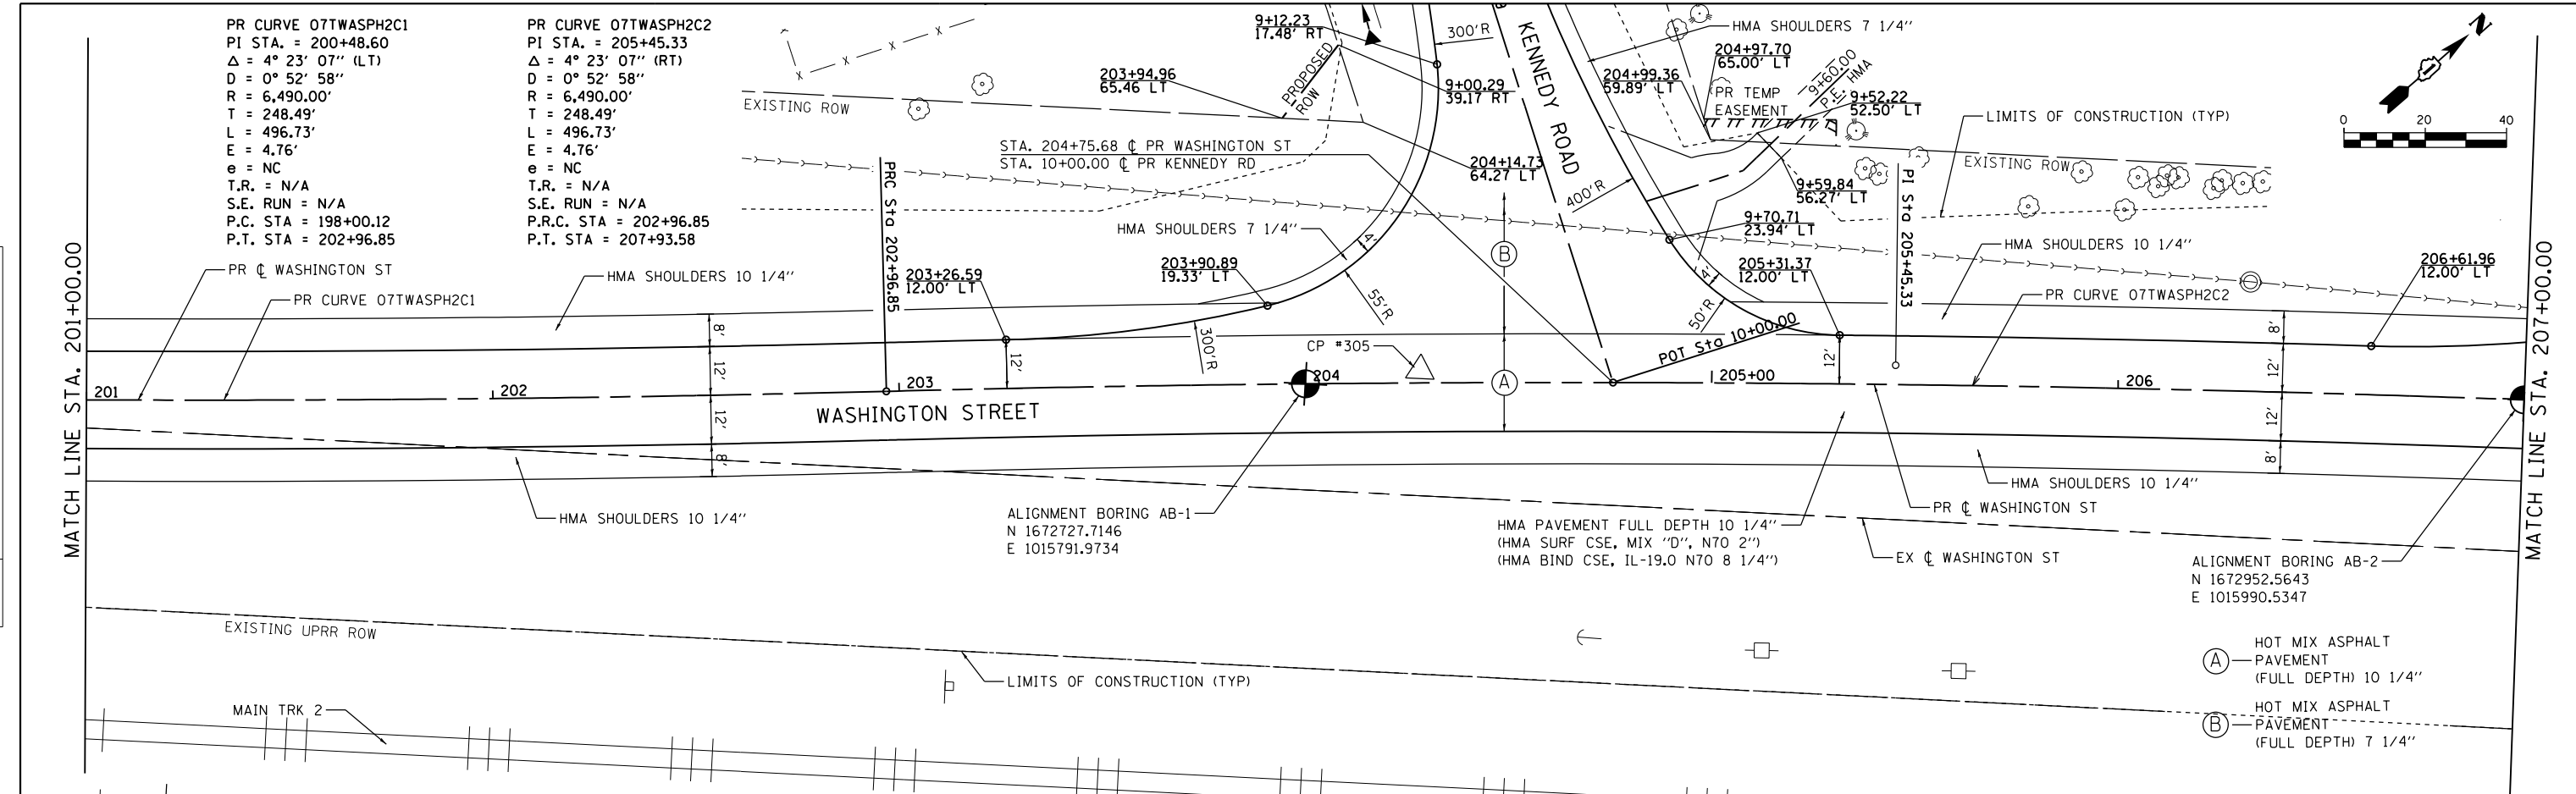 PR CURVE 07TWASPH2C1
PI STA. = 200+48.60
Δ = 4° 23' 07" (LT)
D = 0° 52' 58"
R = 6,490.00'
T = 248.49'
L = 496.73'
E = 4.76'
e = NC
T.R. = N/A
S.E. RUN = N/A
P.C. STA = 198+00.12
P.T. STA = 202+96.85
PR CURVE 07TWASPH2C2
PI STA. = 205+45.33
Δ = 4° 23' 07" (RT)
D = 0° 52' 58"
R = 6,490.00'
T = 248.49'
L = 496.73'
E = 4.76'
e = NC
T.R. = N/A
S.E. RUN = N/A
P.R.C. STA = 202+96.85
P.T. STA = 207+93.58
9+12.23
17.48' RT
300'R
KENNEDY ROAD
HMA SHOULDERS 7 1/4"
204+97.70
65.00' LT
N
203+94.96
65.46 LT
PROPOSED
ROW
9+00.29
39.17 RT
204+99.36
59.89' LT
9+60.00
P.E. HMA
PR TEMP
EASEMENT
9+52.22
52.50' LT
LIMITS OF CONSTRUCTION (TYP)
0 20 40
EXISTING ROW
STA. 204+75.68 ℄ PR WASHINGTON ST
STA. 10+00.00 ℄ PR KENNEDY RD
204+14.73
64.27 LT
EXISTING ROW
PRC Sta 202+96.85
400'R
9+59.84
56.27' LT
PI Sta 205+45.33
9+70.71
23.94' LT
HMA SHOULDERS 7 1/4"
4'
B
HMA SHOULDERS 10 1/4"
MATCH LINE STA. 201+00.00
PR ℄ WASHINGTON ST
HMA SHOULDERS 10 1/4"
203+26.59
12.00' LT
203+90.89
19.33' LT
4'
205+31.37
12.00' LT
206+61.96
12.00' LT
MATCH LINE STA. 207+00.00
PR CURVE 07TWASPH2C1
55'R
50'R
PR CURVE 07TWASPH2C2
8'
12'
12'
8'
12'
300'R
CP #305
POT Sta 10+00.00
12'
8'
12'
12'
8'
201
202
203
204
A
205+00
206
WASHINGTON STREET
HMA SHOULDERS 10 1/4"
ALIGNMENT BORING AB-1
N 1672727.7146
E 1015791.9734
HMA PAVEMENT FULL DEPTH 10 1/4"
(HMA SURF CSE, MIX "D", N70 2")
(HMA BIND CSE, IL-19.0 N70 8 1/4")
HMA SHOULDERS 10 1/4"
PR ℄ WASHINGTON ST
EX ℄ WASHINGTON ST
ALIGNMENT BORING AB-2
N 1672952.5643
E 1015990.5347
EXISTING UPRR ROW
LIMITS OF CONSTRUCTION (TYP)
MAIN TRK 2
A
HOT MIX ASPHALT
PAVEMENT
(FULL DEPTH) 10 1/4"
B
HOT MIX ASPHALT
PAVEMENT
(FULL DEPTH) 7 1/4"